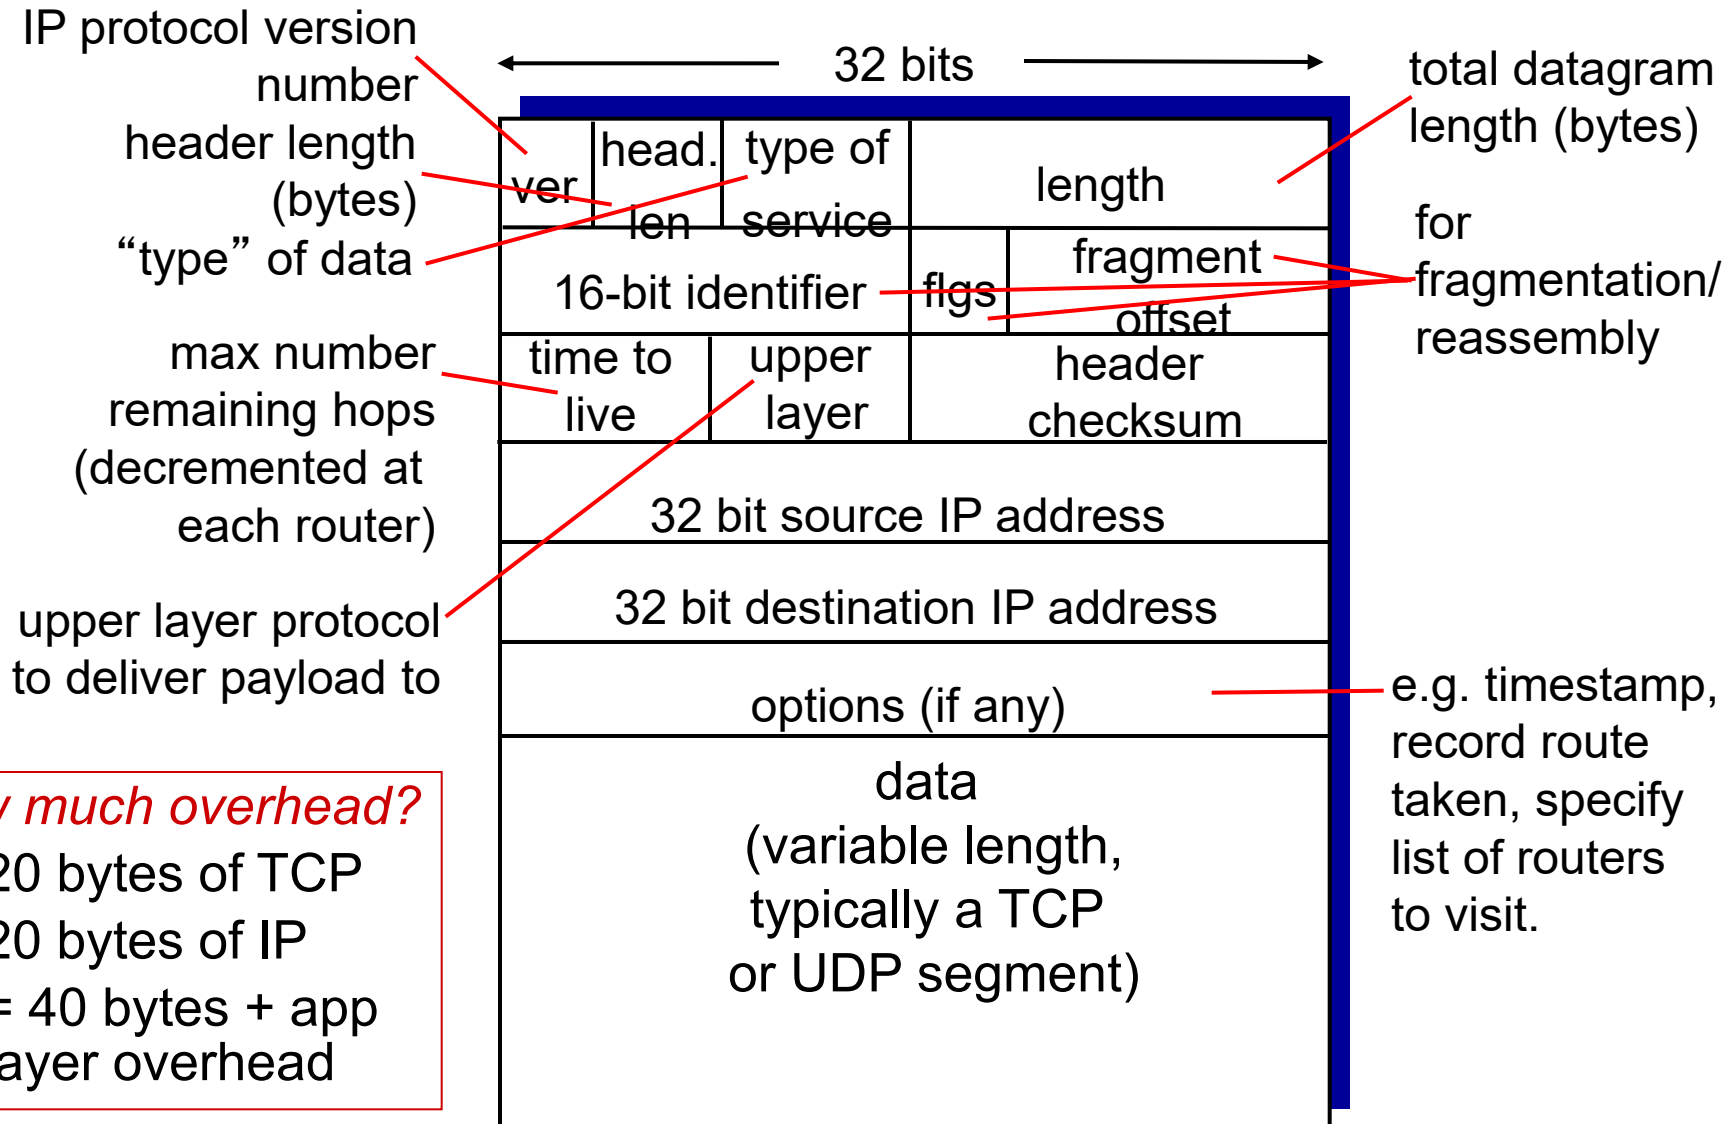 IP protocol version
number
header length
(bytes)
“type” of data
max number
remaining hops
(decremented at
each router)
upper layer protocol
to deliver payload to
much overhead?
20 bytes of TCP
20 bytes of IP
= 40 bytes + app
overhead
32 bits
ver
head.
len
type of
service
length
16-bit identifier
flgs
fragment
offset
time to
live
upper
layer
header
checksum
32 bit source IP address
32 bit destination IP address
options (if any)
data
(variable length,
typically a TCP
or UDP segment)
total datagram
length (bytes)
for
fragmentation/
reassembly
e.g. timestamp,
record route
taken, specify
list of routers
to visit.